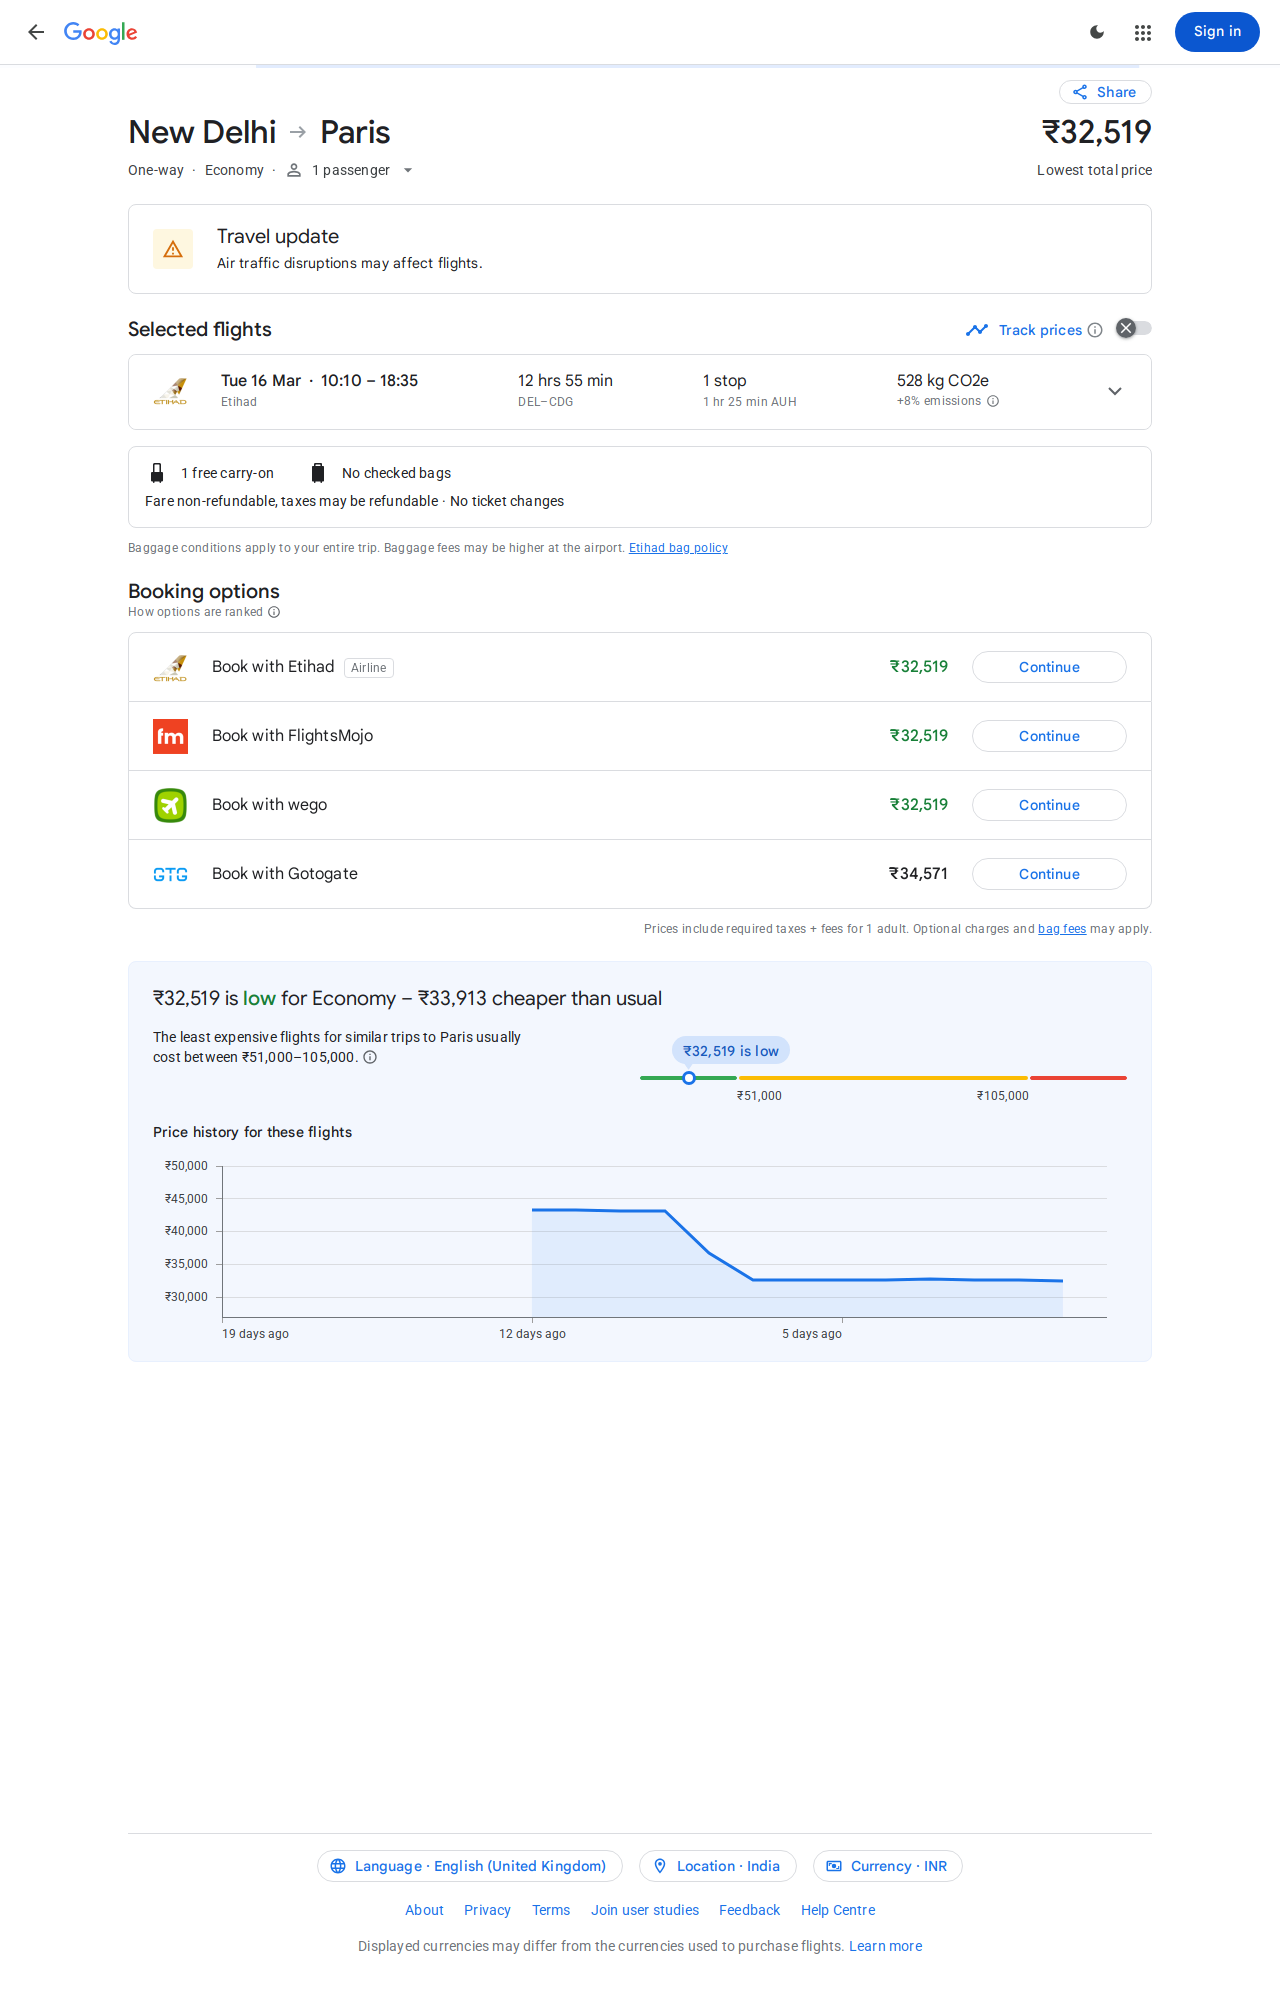 Google
Sign in
Share
New Delhi → Paris
₹32,519
One-way · Economy · 1 passenger
Lowest total price
Travel update
Air traffic disruptions may affect flights.
Selected flights
Track prices
Tue 16 Mar · 10:10 – 18:35
12 hrs 55 min
1 stop
528 kg CO2e
ETIHAD
Etihad
DEL–CDG
1 hr 25 min AUH
+8% emissions
1 free carry-on
No checked bags
Fare non-refundable, taxes may be refundable · No ticket changes
Baggage conditions apply to your entire trip. Baggage fees may be higher at the airport. Etihad bag policy
Booking options
How options are ranked
ETIHAD
Book with Etihad
Airline
₹32,519
Continue
fm
Book with FlightsMojo
₹32,519
Continue
Book with wego
₹32,519
Continue
GTG
Book with Gotogate
₹34,571
Continue
Prices include required taxes + fees for 1 adult. Optional charges and bag fees may apply.
₹32,519 is low for Economy – ₹33,913 cheaper than usual
The least expensive flights for similar trips to Paris usually
cost between ₹51,000–105,000.
₹32,519 is low
₹51,000
₹105,000
Price history for these flights
₹50,000
₹45,000
₹40,000
₹35,000
₹30,000
19 days ago
12 days ago
5 days ago
Language · English (United Kingdom)
Location · India
Currency · INR
About
Privacy
Terms
Join user studies
Feedback
Help Centre
Displayed currencies may differ from the currencies used to purchase flights. Learn more